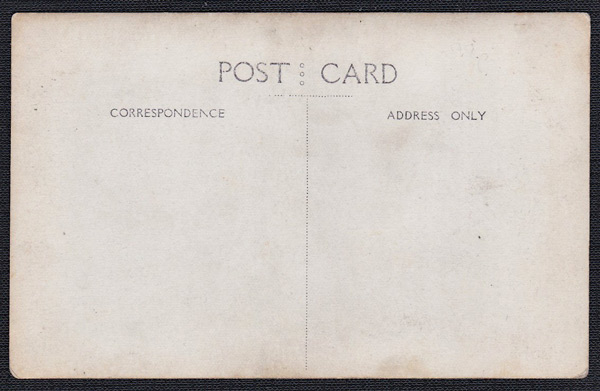 POST CARD
CORRESPONDENCE
ADDRESS ONLY